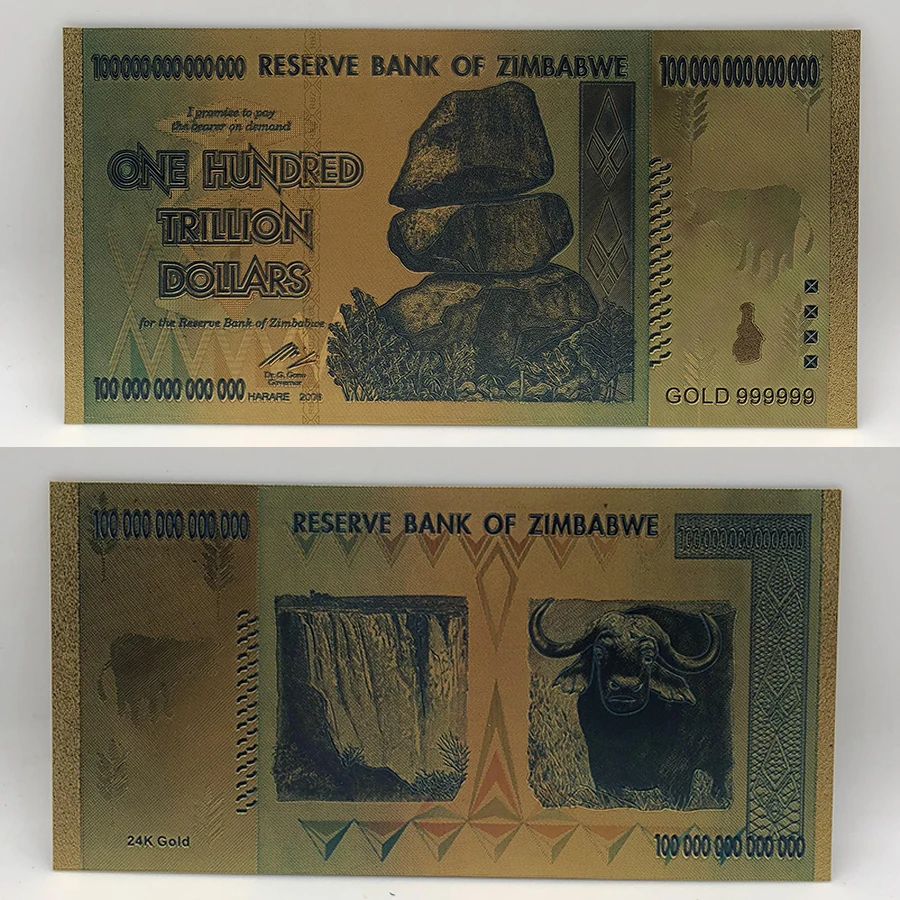 100 000 000 000 000 RESERVE BANK OF ZIMBABWE 100 000 000 000 000
I promise to pay
the bearer on demand
ONE HUNDRED
TRILLION
DOLLARS
for the Reserve Bank of Zimbabwe
Dr. G. Gono
Governor
100 000 000 000 000 HARARE 2008
GOLD 999999
100 000 000 000 000 RESERVE BANK OF ZIMBABWE 100 000 000 000 000
24K Gold
100 000 000 000 000